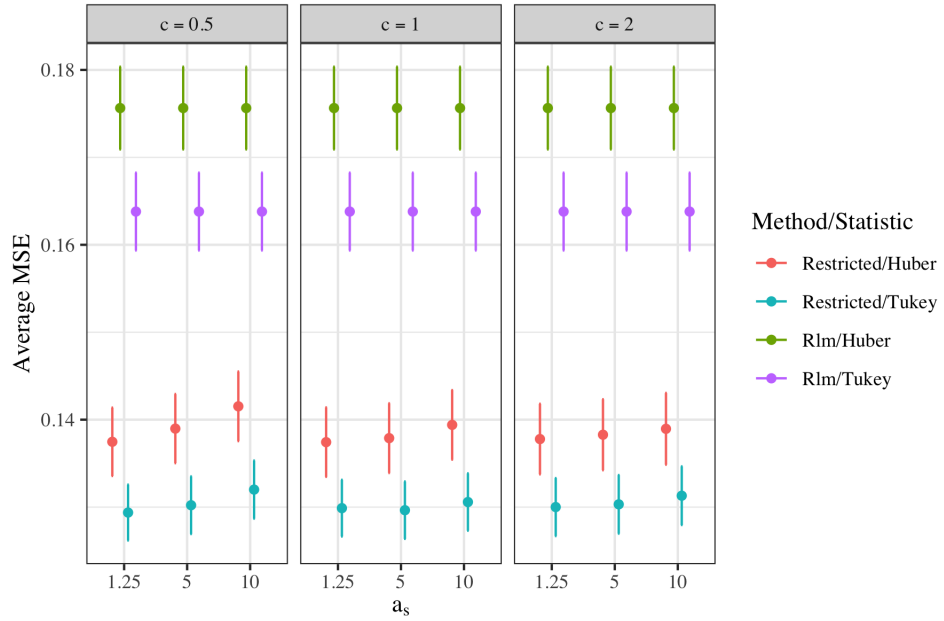 c = 0.5 c = 1 c = 2
0.18
0.16
0.14
Average MSE
1.25 5 10 1.25 5 10 1.25 5 10
aₛ
Method/Statistic
Restricted/Huber
Restricted/Tukey
Rlm/Huber
Rlm/Tukey